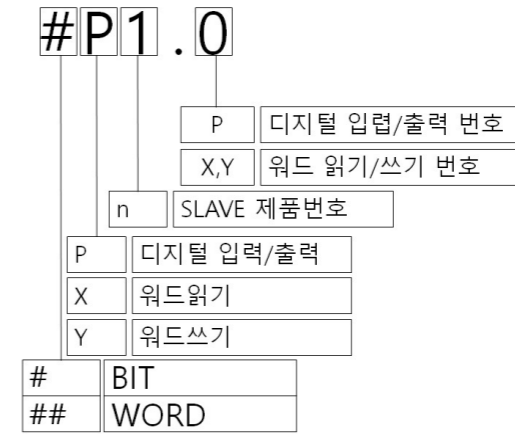 #P1.0
P 디지털 입렵/출력 번호
X,Y 워드 읽기/쓰기 번호
n SLAVE 제품번호
P 디지털 입력/출력
X 워드읽기
Y 워드쓰기
# BIT
## WORD